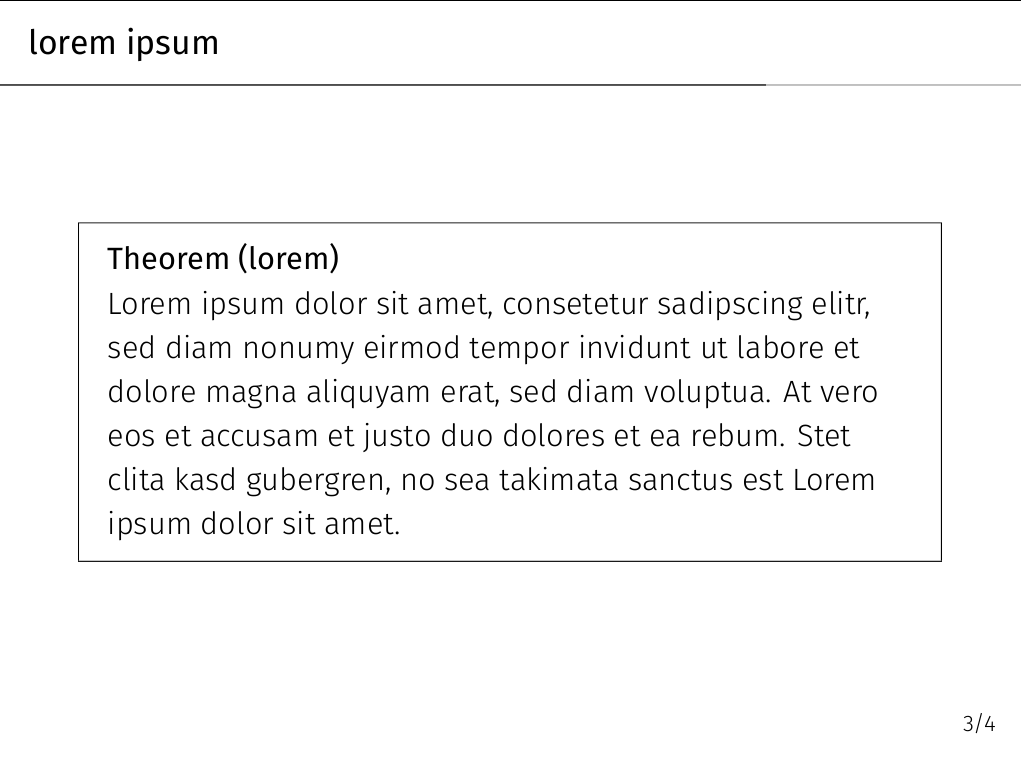 lorem ipsum
Theorem (lorem)
Lorem ipsum dolor sit amet, consetetur sadipscing elitr,
sed diam nonumy eirmod tempor invidunt ut labore et
dolore magna aliquyam erat, sed diam voluptua. At vero
eos et accusam et justo duo dolores et ea rebum. Stet
clita kasd gubergren, no sea takimata sanctus est Lorem
ipsum dolor sit amet.
3/4